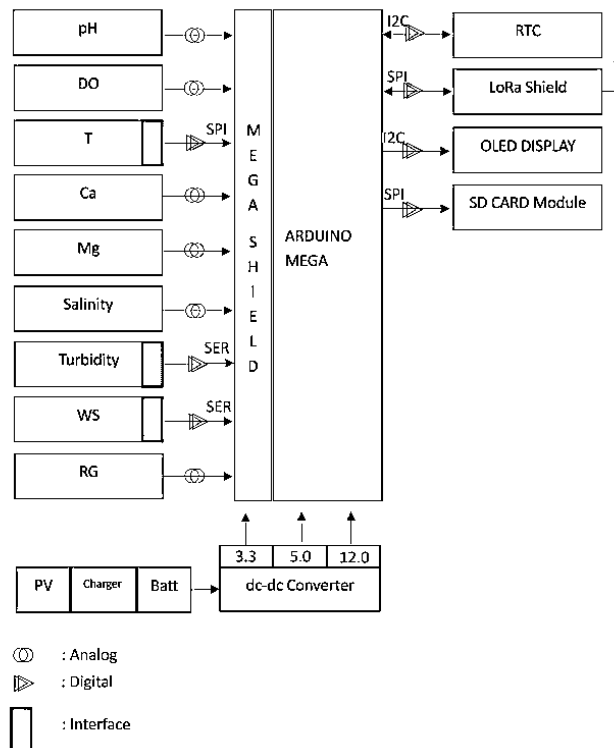 pH
DO
T
SPI
Ca
Mg
Salinity
Turbidity
SER
WS
SER
RG
MEGA SHIELD
ARDUINO
MEGA
I2C
RTC
SPI
LoRa Shield
I2C
OLED DISPLAY
SPI
SD CARD Module
3.3 5.0 12.0
PV Charger Batt
dc-dc Converter
: Analog
: Digital
: Interface